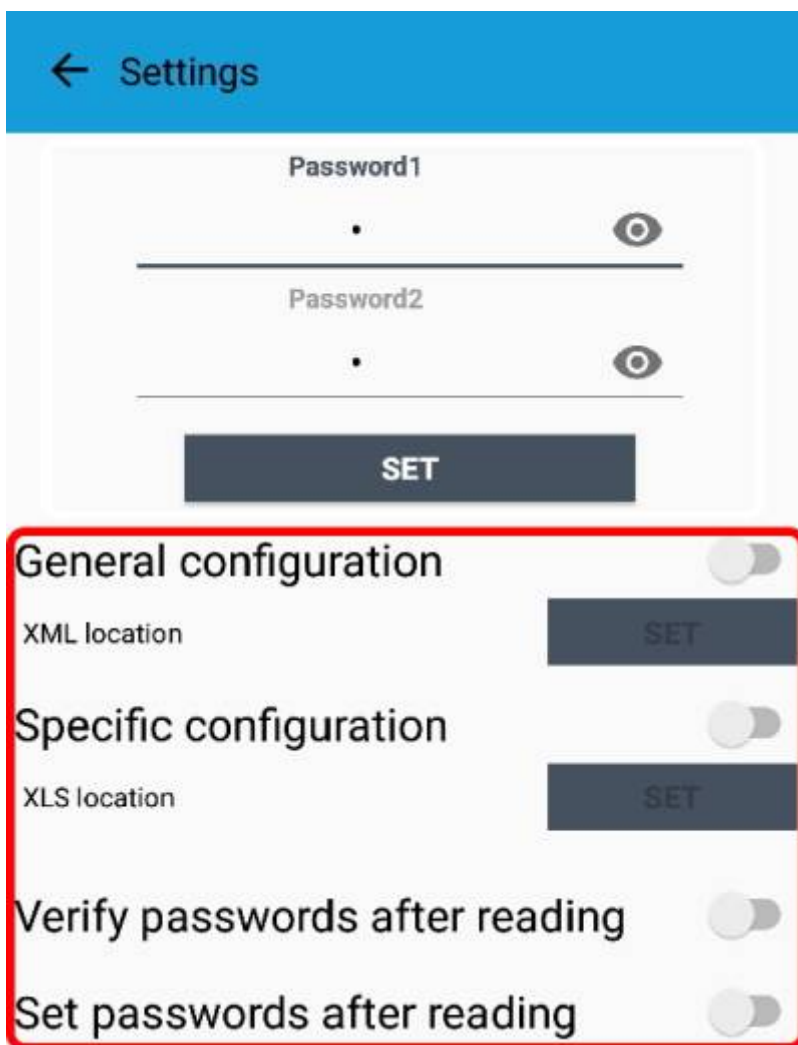 Settings
Password1
•
Password2
•
SET
General configuration
XML location
SET
Specific configuration
XLS location
SET
Verify passwords after reading
Set passwords after reading